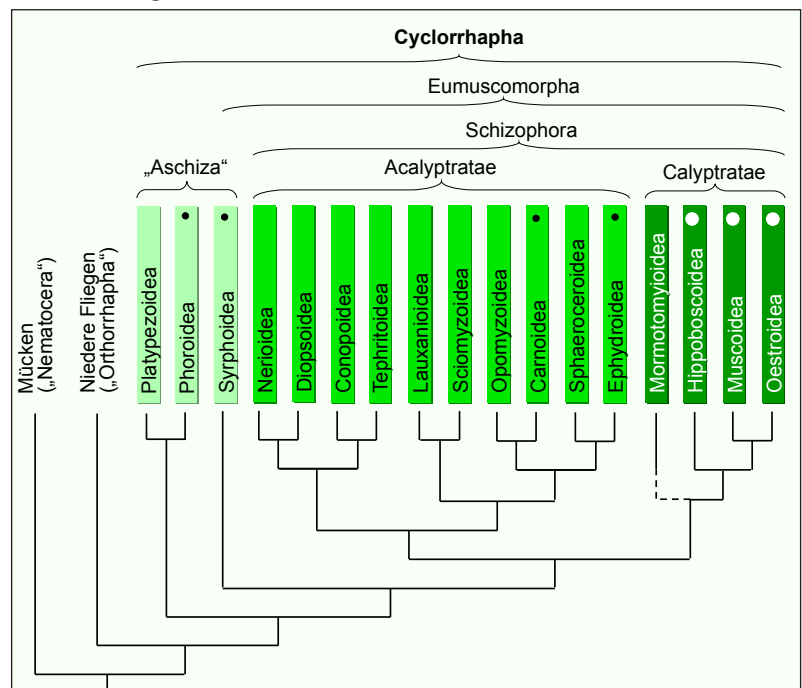 Cyclorrhapha
Eumuscomorpha
Schizophora
„Aschiza“
Acalyptratae
Calyptratae
Mücken
(„Nematocera“)
Niedere Fliegen
(„Orthorrhapha“)
Platypezoidea
Phoroidea
Syrphoidea
Nerioidea
Diopsoidea
Conopoidea
Tephritoidea
Lauxanioidea
Sciomyzoidea
Opomyzoidea
Carnoidea
Sphaeroceroidea
Ephydroidea
Mormotomyioidea
Hippoboscoidea
Muscoidea
Oestroidea